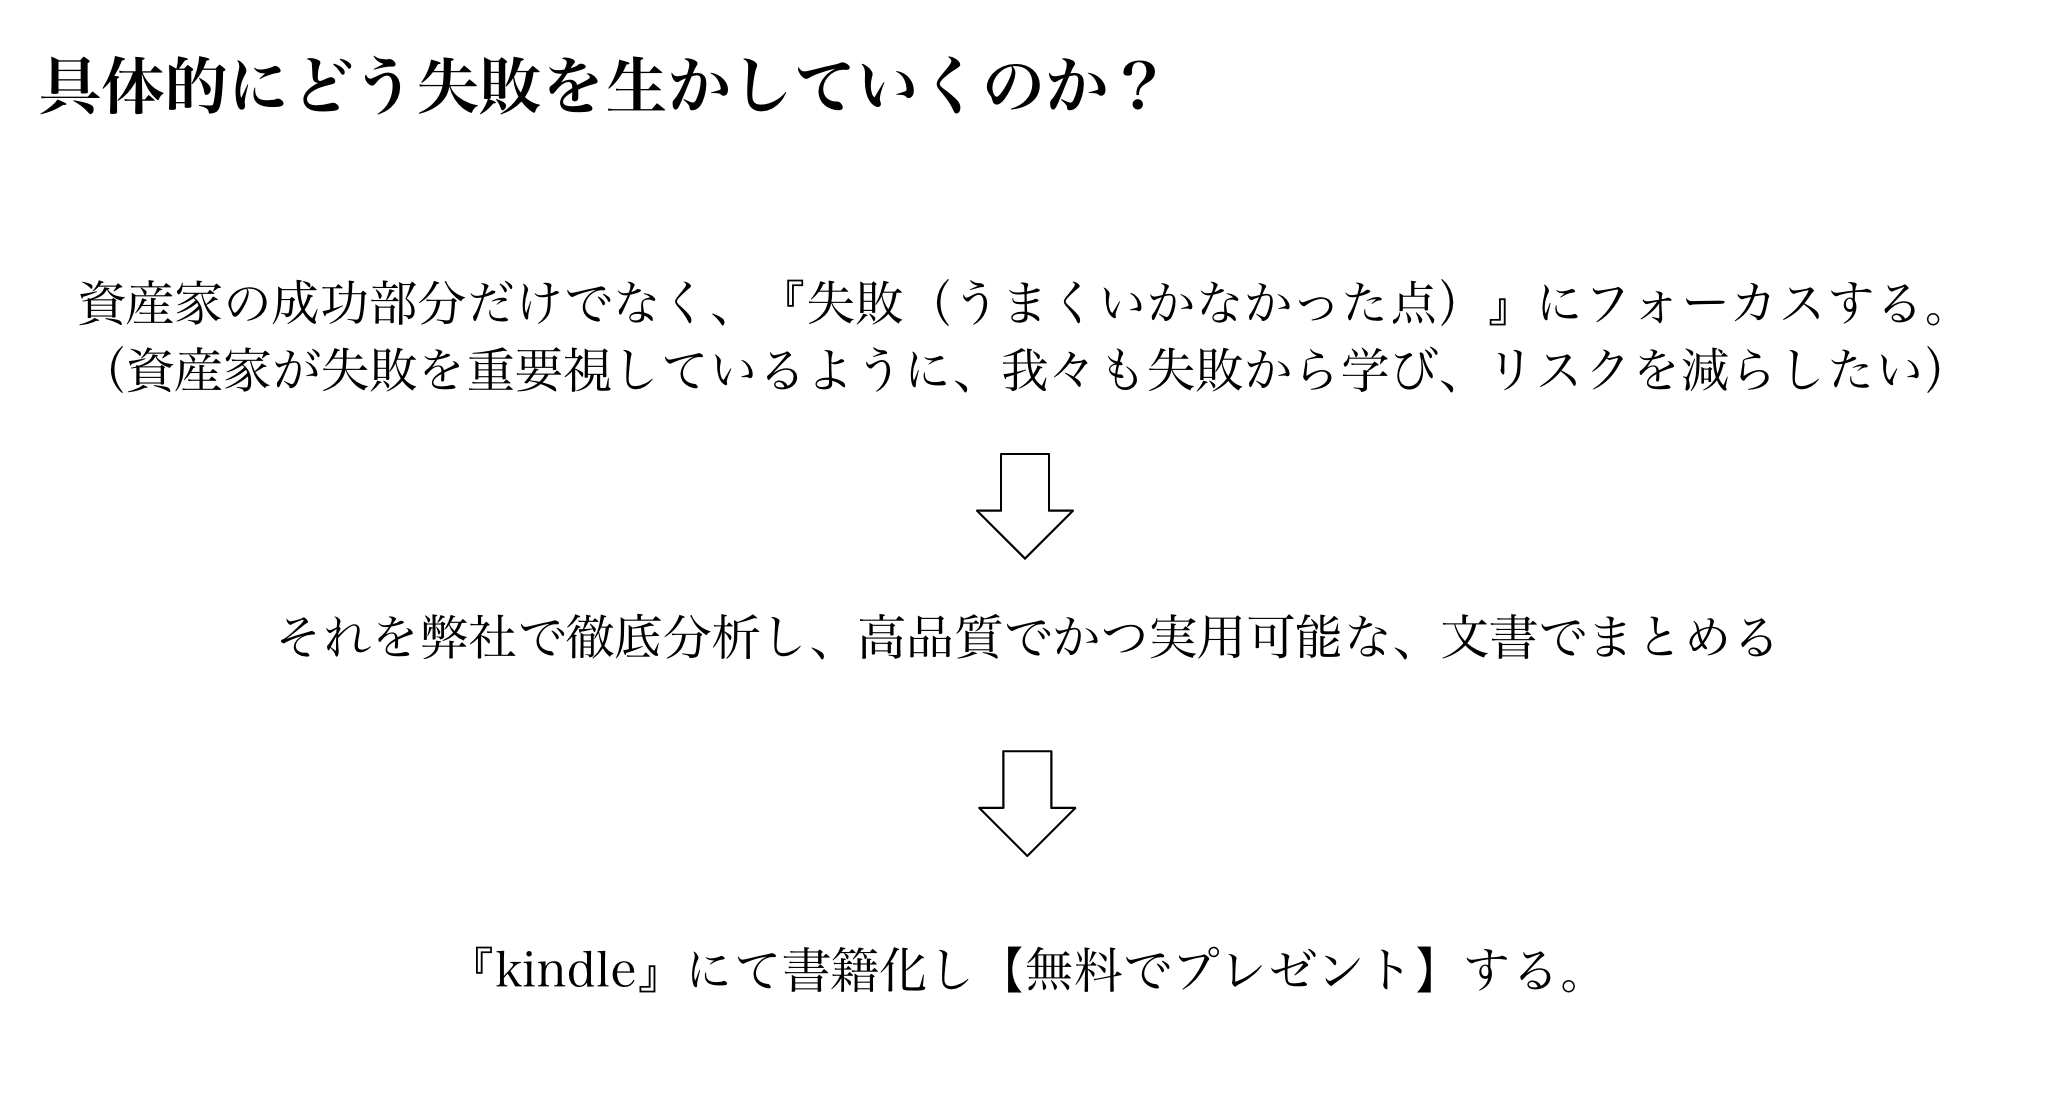 具体的にどう失敗を生かしていくのか？
資産家の成功部分だけでなく、『失敗（うまくいかなかった点）』にフォーカスする。
（資産家が失敗を重要視しているように、我々も失敗から学び、リスクを減らしたい）
それを弊社で徹底分析し、高品質でかつ実用可能な、文書でまとめる
『kindle』にて書籍化し【無料でプレゼント】する。